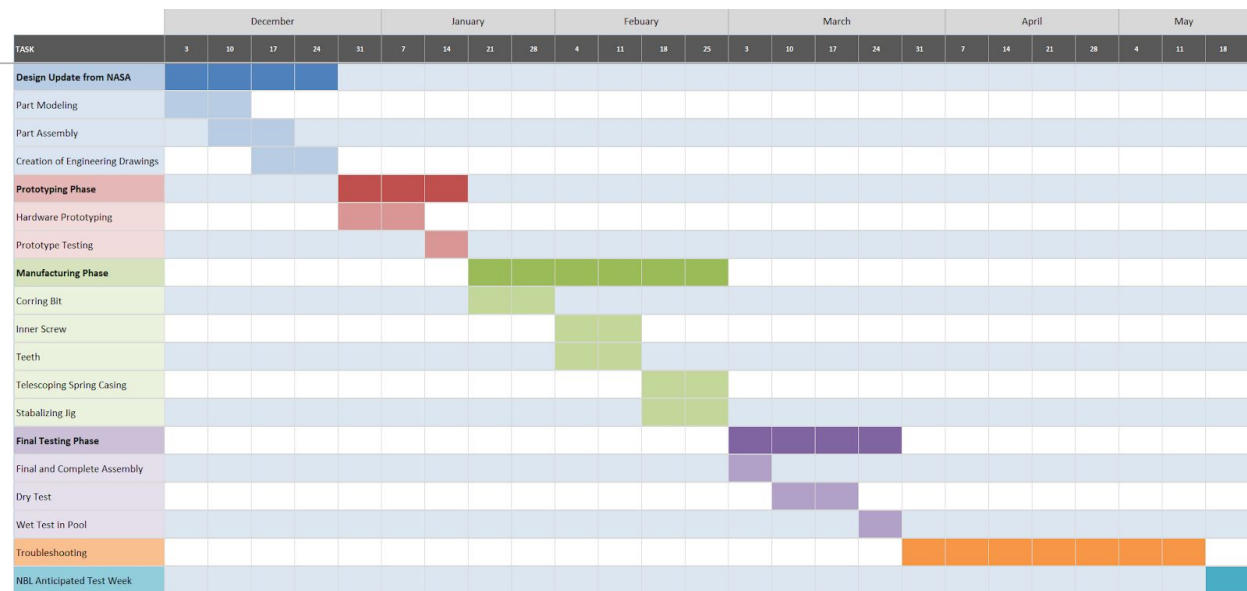 December January Febuary March April May
TASK 3 10 17 24 31 7 14 21 28 4 11 18 25 3 10 17 24 31 7 14 21 28 4 11 18
Design Update from NASA
Part Modeling
Part Assembly
Creation of Engineering Drawings
Prototyping Phase
Hardware Prototyping
Prototype Testing
Manufacturing Phase
Corring Bit
Inner Screw
Teeth
Telescoping Spring Casing
Stabalizing Jig
Final Testing Phase
Final and Complete Assembly
Dry Test
Wet Test in Pool
Troubleshooting
NBL Anticipated Test Week